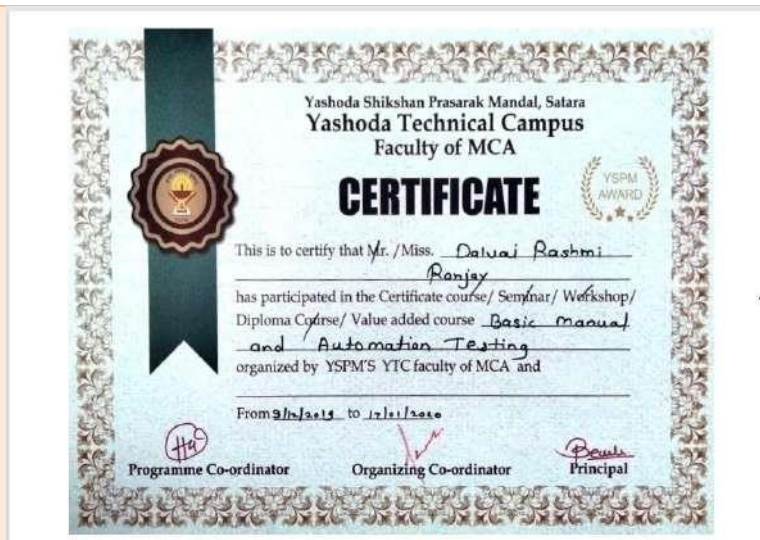 Yashoda Shikshan Prasarak Mandal, Satara
Yashoda Technical Campus
Faculty of MCA
CERTIFICATE
YSPM
AWARD
This is to certify that Mr. /Miss. Dalvai Rashmi
Ranjay
has participated in the Certificate course/ Seminar/ Workshop/
Diploma Course/ Value added course Basic manual
and Automation Testing
organized by YSPM'S YTC faculty of MCA and
From 9/12/2019 to 17/01/2020
Programme Co-ordinator
Organizing Co-ordinator
Principal